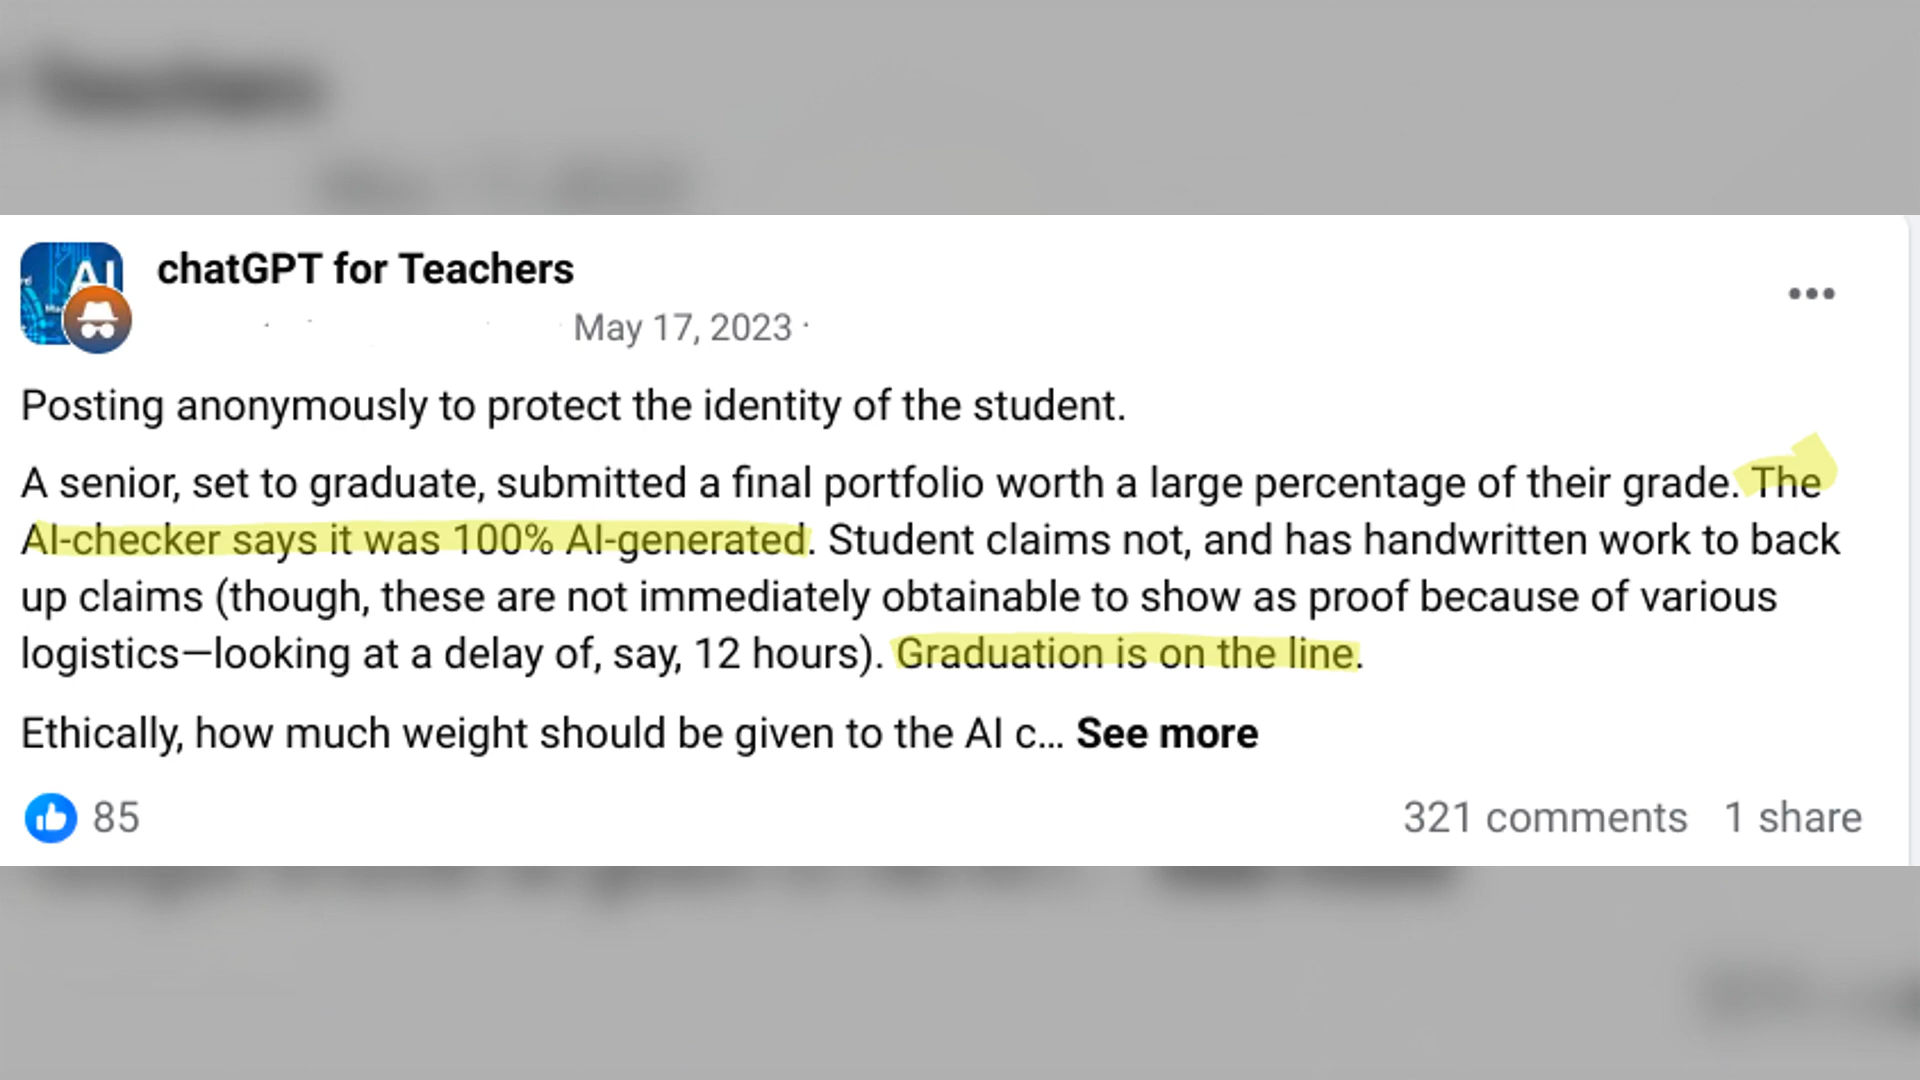 Teachers
AI
chatGPT for Teachers
May 17, 2023 ·
Posting anonymously to protect the identity of the student.
A senior, set to graduate, submitted a final portfolio worth a large percentage of their grade. The
AI-checker says it was 100% AI-generated. Student claims not, and has handwritten work to back
up claims (though, these are not immediately obtainable to show as proof because of various
logistics—looking at a delay of, say, 12 hours). Graduation is on the line.
Ethically, how much weight should be given to the AI c... See more
85
321 comments 1 share